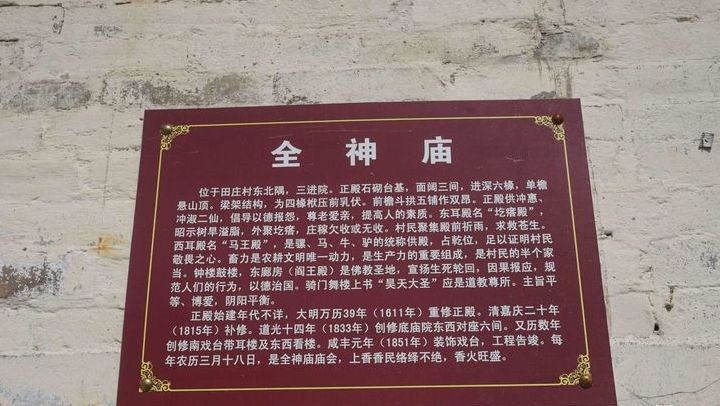 全神庙
位于田庄村东北隅，三进院。正殿石砌台基，面阔三间，进深六椽，单檐
悬山顶。梁架结构，为四椽栿压前乳伏。前檐斗拱五铺作双昂。正殿供冲惠、
冲淑二仙，倡导以德报怨，尊老爱亲，提高人的素质。东耳殿名“圪瘩殿”，
昭示树旱溢脂，外聚圪瘩，庄稼欠收或无收。村民聚集殿前祈雨，求救苍生。
西耳殿名“马王殿”，是骡、马、牛、驴的统称供殿，占乾位，足以证明村民
敬畏之心。畜力是农耕文明唯一动力，是生产力的重要组成，是村民的半个家
当。钟楼鼓楼，东廊房（阎王殿）是佛教圣地，宣扬生死轮回，因果报应，规
范人们的行为，以德治国。骑门舞楼上书“昊天大圣”应是道教尊所。主旨平
等、博爱，阴阳平衡。
正殿始建年代不详，大明万历39年（1611年）重修正殿。清嘉庆二十年
（1815年）补修。道光十四年（1833年）创修底庙院东西对座六间。又历数年
创修南戏台带耳楼及东西看楼。咸丰元年（1851年）装饰戏台，工程告竣。每
年农历三月十八日，是全神庙庙会，上香香民络绎不绝，香火旺盛。